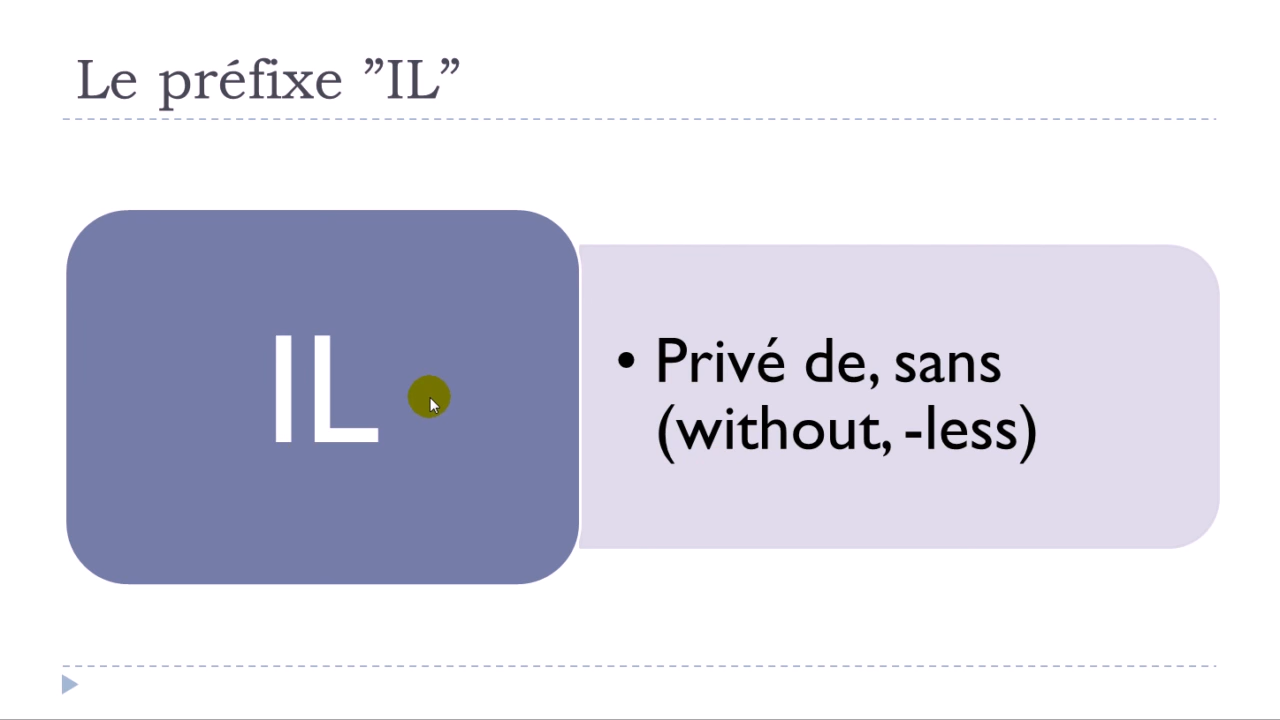 Le préfixe ”IL”
IL
• Privé de, sans
(without, -less)